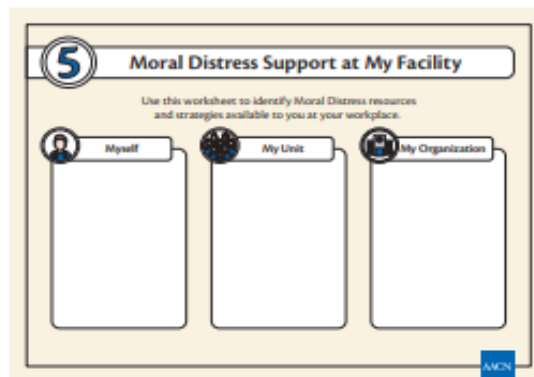 5
Moral Distress Support at My Facility
Use this worksheet to identify Moral Distress resources
and strategies available to you at your workplace.
Myself
My Unit
My Organization
AACN